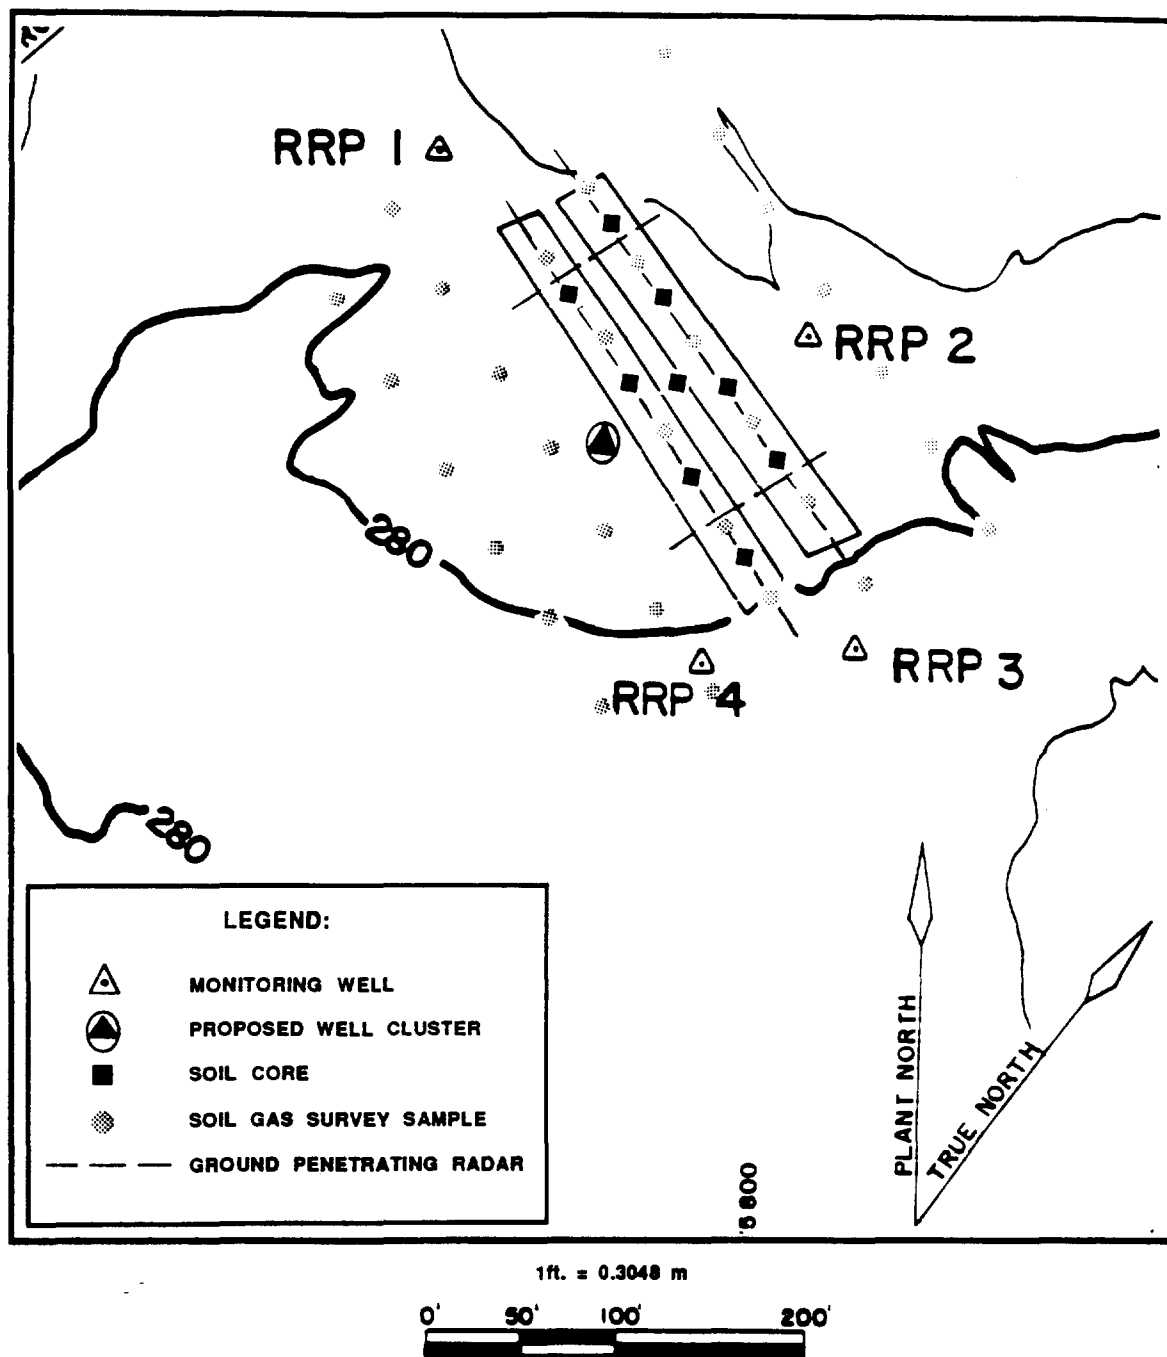 RRP 1
RRP 2
280
RRP 3
RRP 4
280
LEGEND:
MONITORING WELL
PROPOSED WELL CLUSTER
SOIL CORE
SOIL GAS SURVEY SAMPLE
GROUND PENETRATING RADAR
PLANT NORTH
TRUE NORTH
1ft. = 0.3048 m
0' 50' 100' 200'